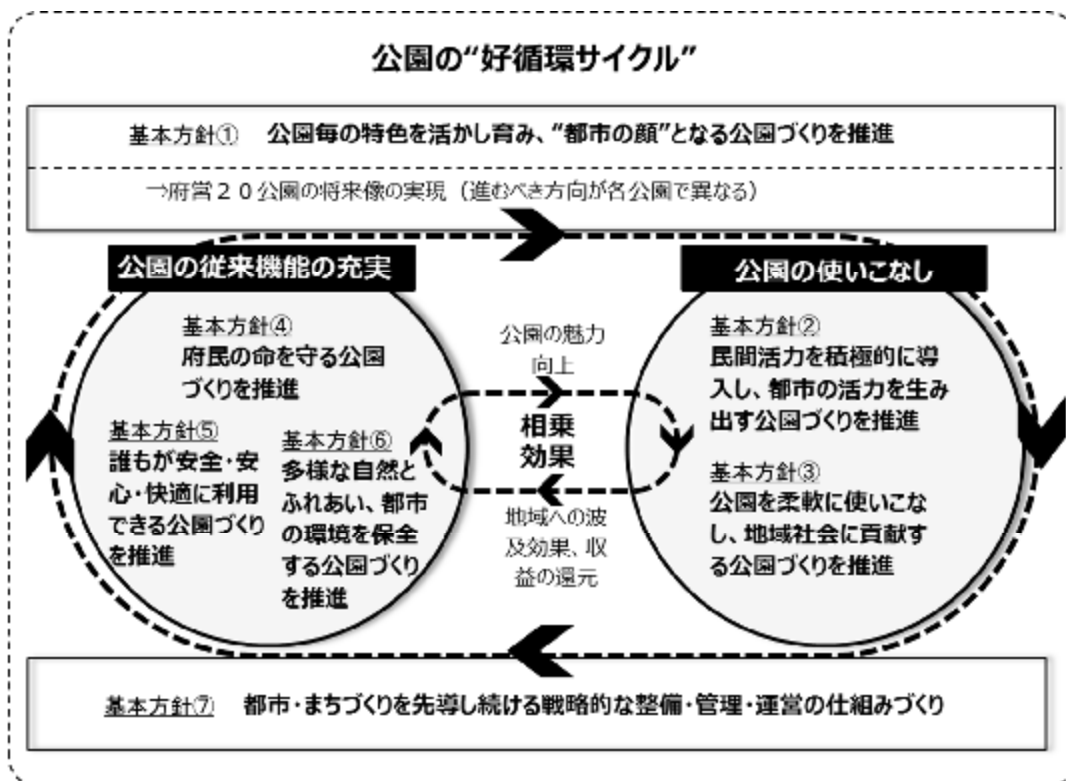 公園の“好循環サイクル”
基本方針① 公園毎の特色を活かし育み、“都市の顔”となる公園づくりを推進
→府営２０公園の将来像の実現（進むべき方向が各公園で異なる）
公園の従来機能の充実
基本方針④
府民の命を守る公園
づくりを推進
基本方針⑤
誰もが安全・安
心・快適に利用
できる公園づくり
を推進
基本方針⑥
多様な自然と
ふれあい、都市
の環境を保全
する公園づくり
を推進
公園の魅力
向上
相乗
効果
地域への波
及効果、収
益の還元
公園の使いこなし
基本方針②
民間活力を積極的に導
入し、都市の活力を生み
出す公園づくりを推進
基本方針③
公園を柔軟に使いこな
し、地域社会に貢献す
る公園づくりを推進
基本方針⑦ 都市・まちづくりを先導し続ける戦略的な整備・管理・運営の仕組みづくり